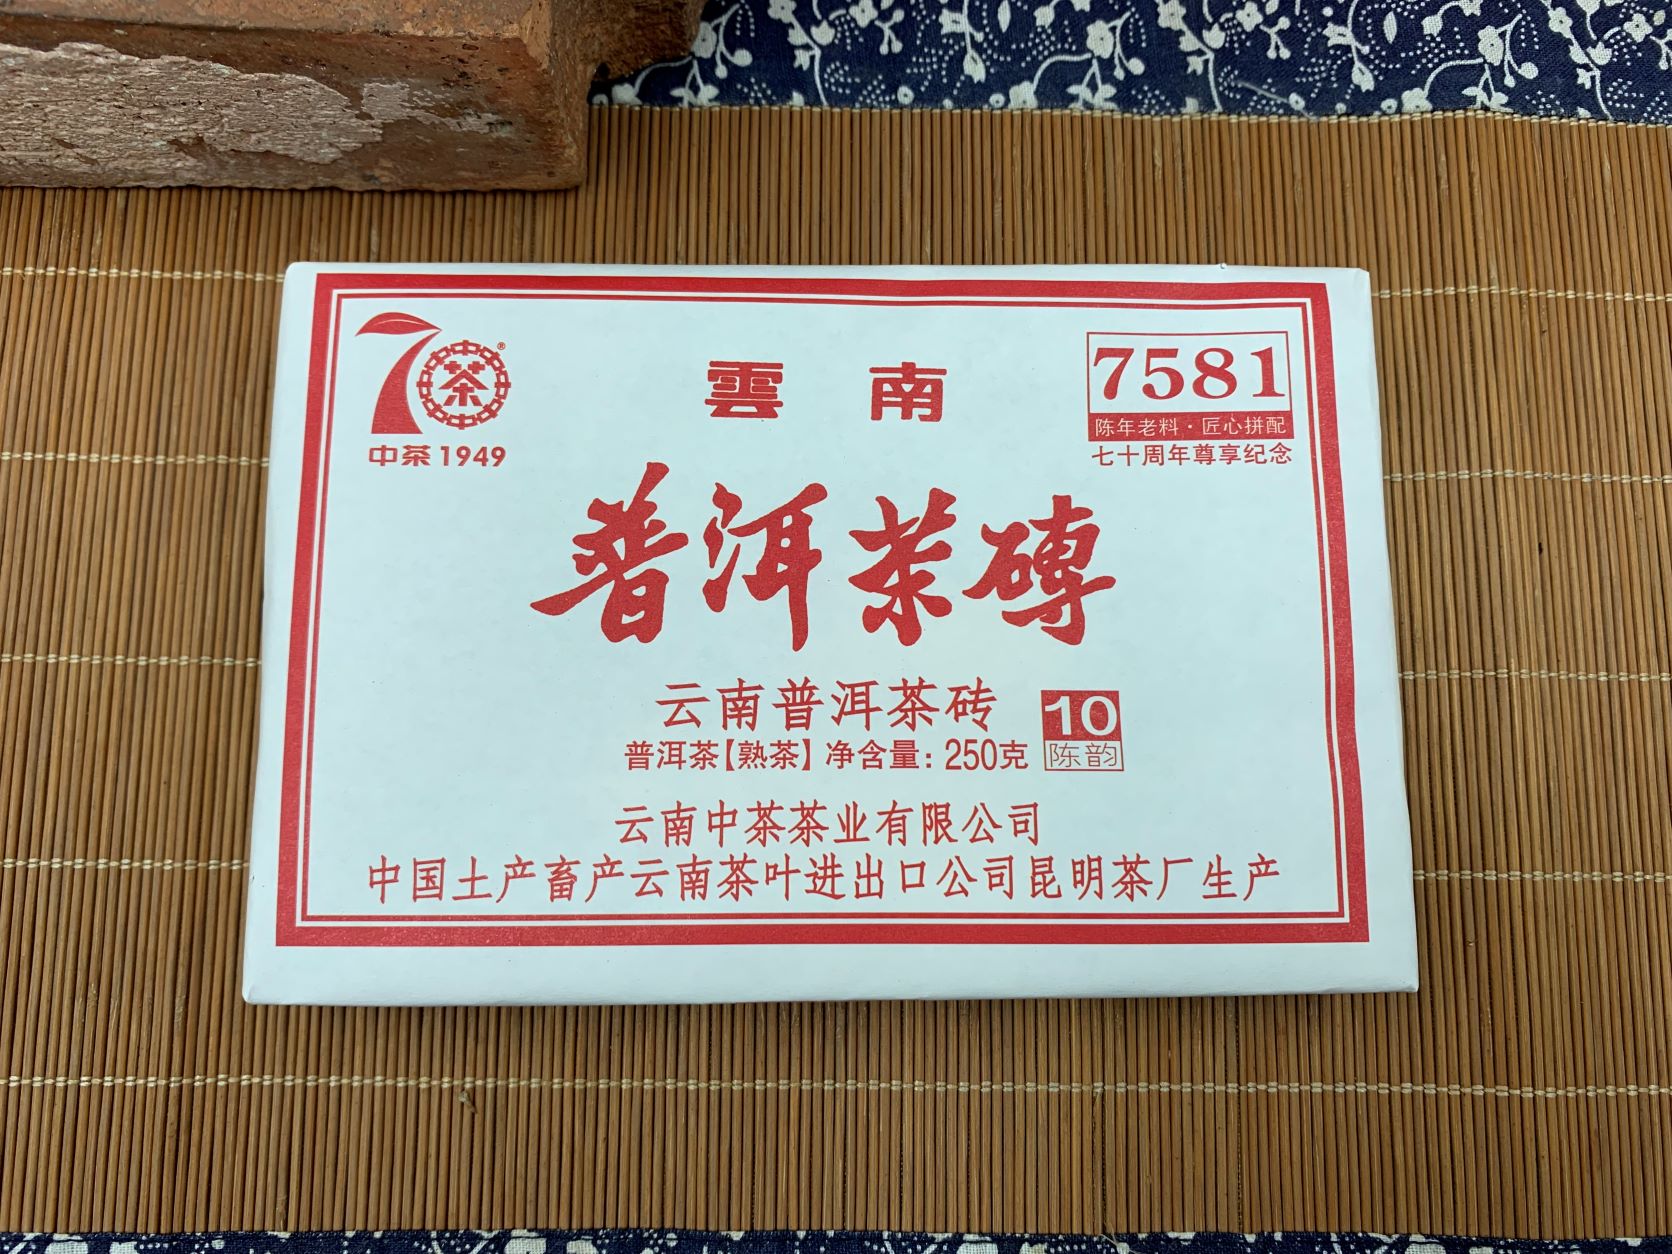 70 茶®
中茶1949
雲南
7581
陈年老料·匠心拼配
七十周年尊享纪念
普洱茶磚
云南普洱茶砖
普洱茶【熟茶】 净含量：250克
10
陈韵
云南中茶茶业有限公司
中国土产畜产云南茶叶进出口公司昆明茶厂生产